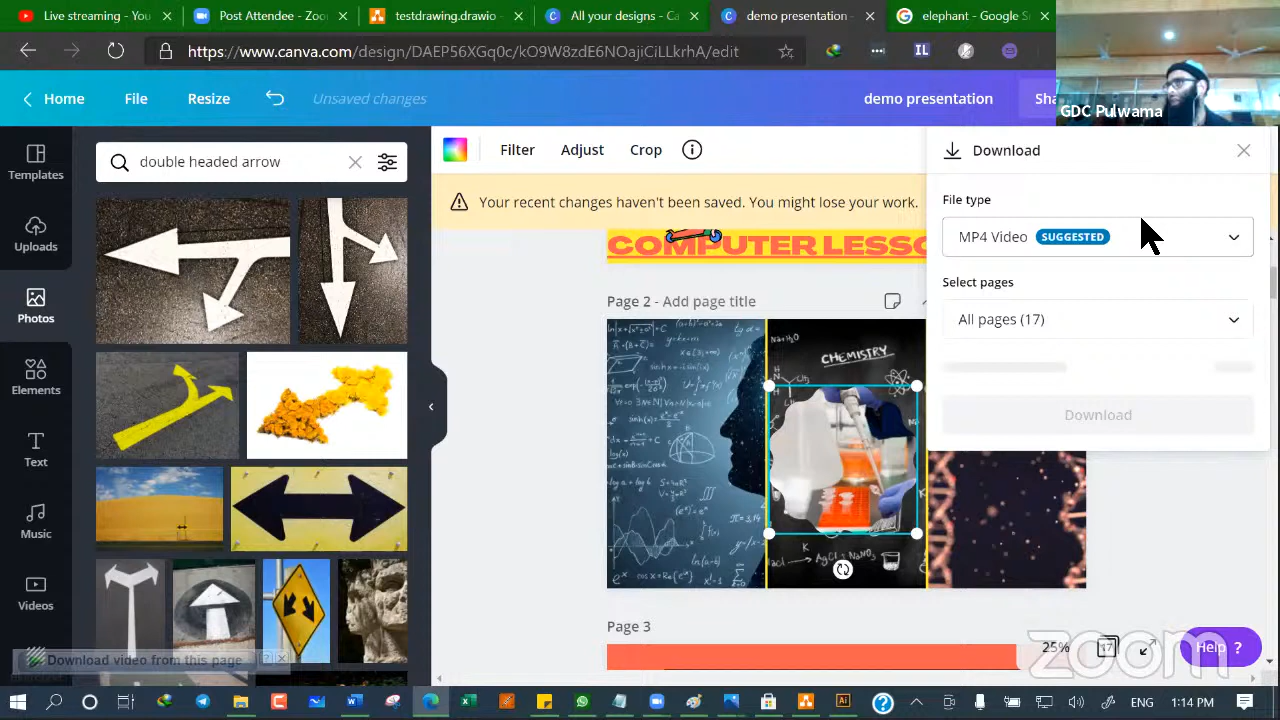 Live streaming - You
Post Attendee - Zoo
testdrawing.drawio -
All your designs - Ca
demo presentation -
elephant - Google S
https://www.canva.com/design/DAEP56XGq0c/kO9W8zdE6NOajiCiLLkrhA/edit
IL
GDC Pulwama
Home
File
Resize
Unsaved changes
demo presentation
Sha
Templates
Uploads
Photos
Elements
Text
Music
Videos
double headed arrow
Filter
Adjust
Crop
Your recent changes haven't been saved. You might lose your work.
COMPUTER LESSO
Page 2 - Add page title
CHEMISTRY
Download
File type
MP4 Video SUGGESTED
Select pages
All pages (17)
Download
Page 3
25%
17
Help ?
zoom
Download video from this page
ENG
1:14 PM